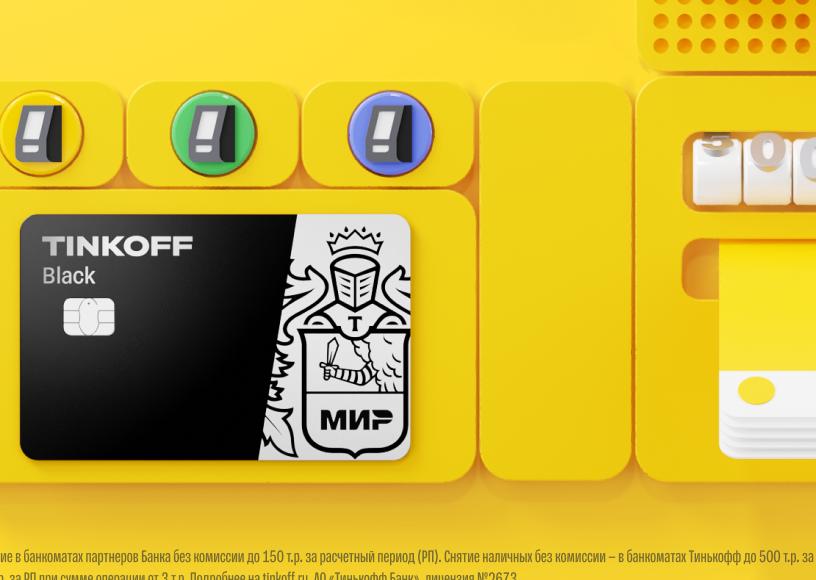 500
TINKOFF
Black
Т
МИР
ие в банкоматах партнеров Банка без комиссии до 150 т.р. за расчетный период (РП). Снятие наличных без комиссии – в банкоматах Тинькофф до 500 т.р. за
за РП при сумме операции от 3 т.р. Подробнее на tinkoff.ru. АО «Тинькофф Банк», лицензия №2673